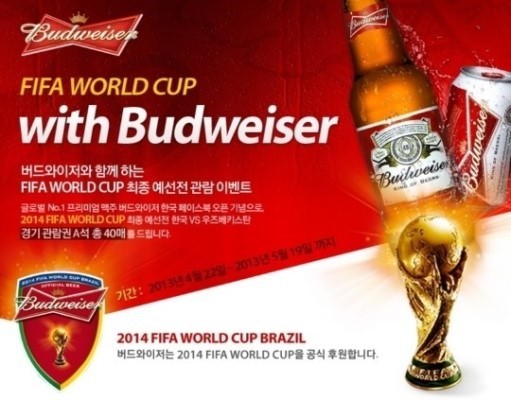 Budweiser
FIFA WORLD CUP
with Budweiser
버드와이저와 함께 하는
FIFA WORLD CUP 최종 예선전 관람 이벤트
글로벌 No.1 프리미엄 맥주 버드와이저 한국 페이스북 오픈 기념으로,
2014 FIFA WORLD CUP 최종 예선전 한국 VS 우즈베키스탄
경기 관람권 A석 총 40매를 드립니다.
기간 : 2013년 4월 22일~2013년 5월 19일 까지
Budweiser
KING OF BEERS
Budweiser
2014 FIFA WORLD CUP BRAZIL
OFFICIAL BEER
Budweiser
2014 FIFA WORLD CUP BRAZIL
버드와이저는 2014 FIFA WORLD CUP을 공식 후원합니다.